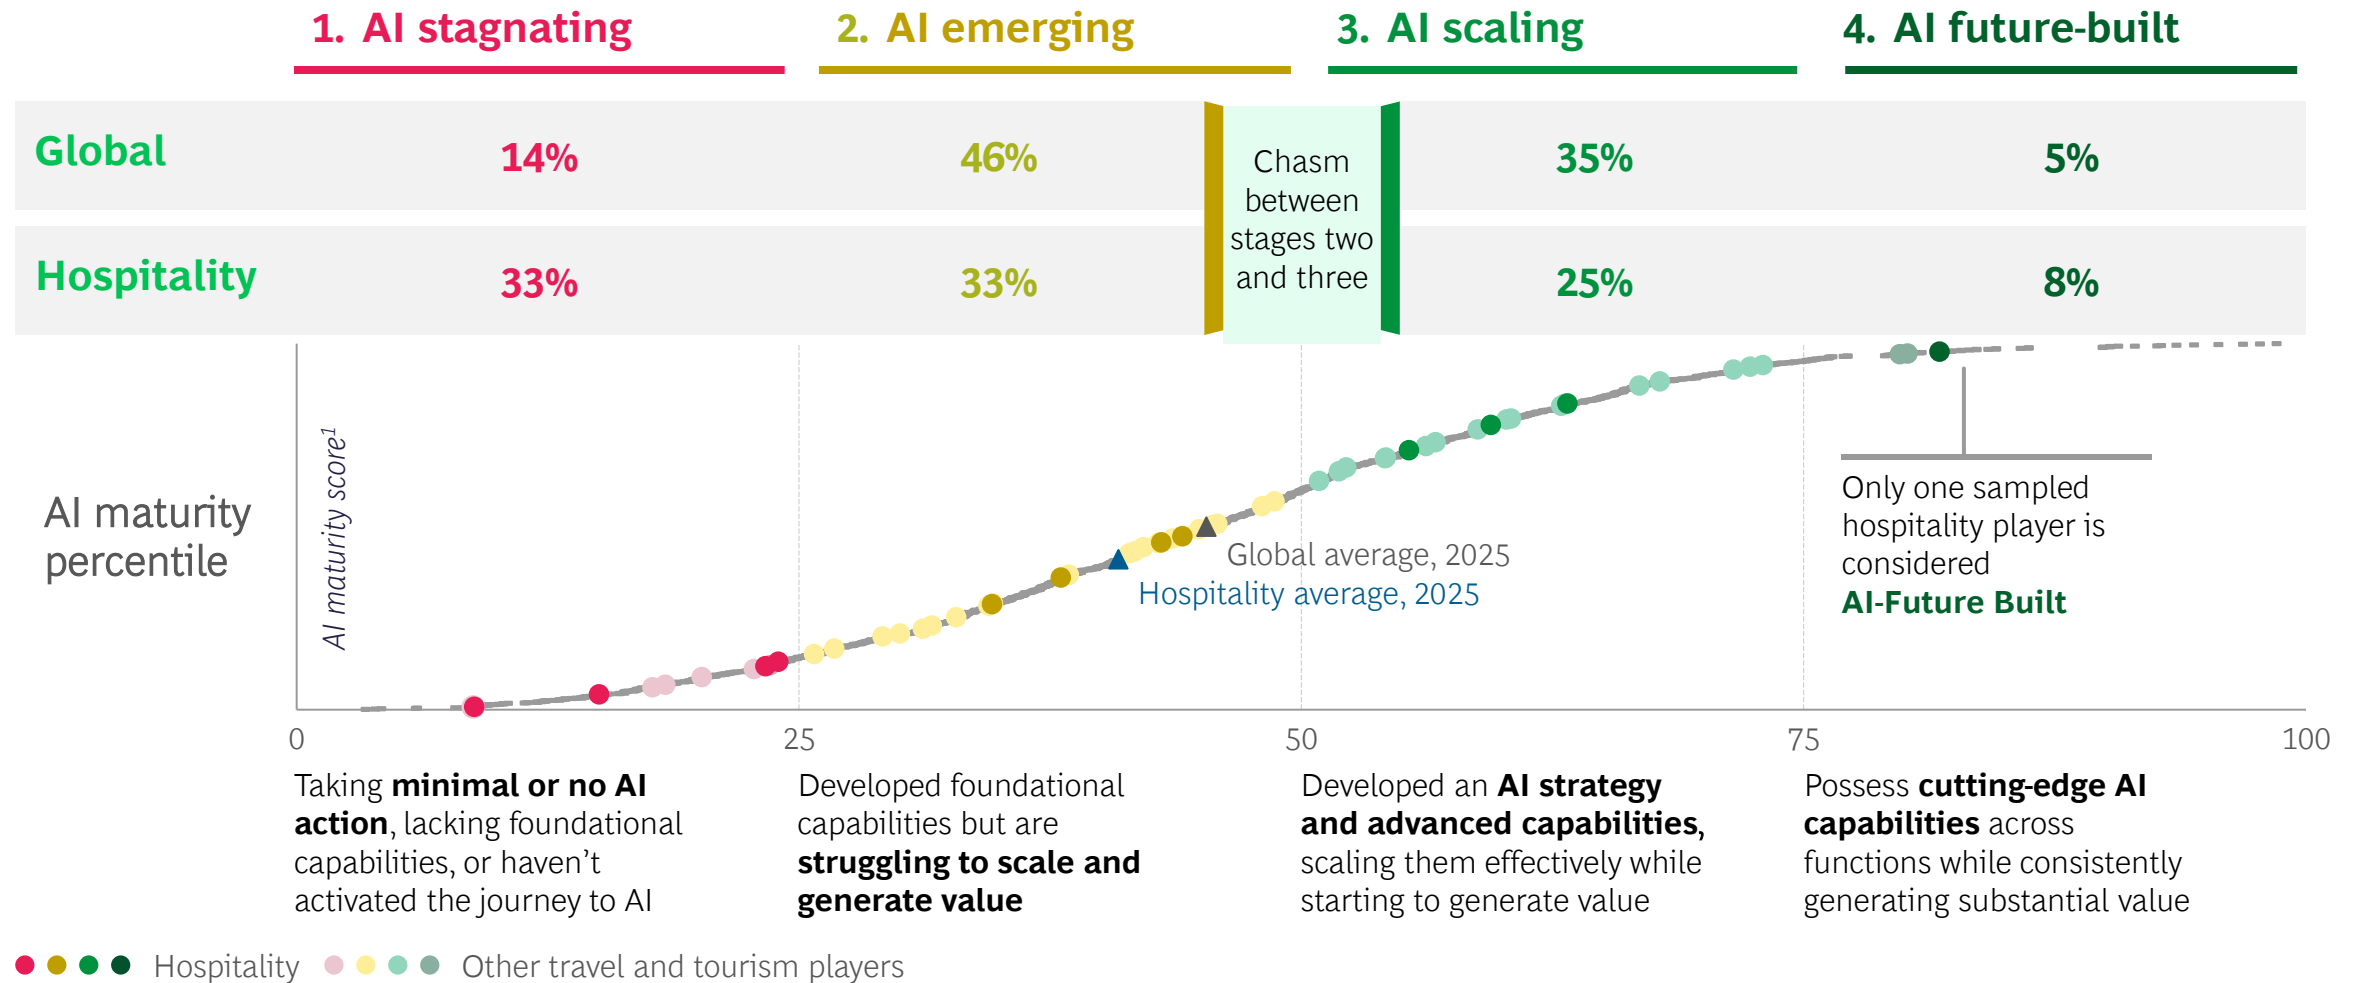 1. AI stagnating
2. AI emerging
3. AI scaling
4. AI future-built
Global
14%
46%
35%
5%
Hospitality
33%
33%
25%
8%
Chasm
between
stages two
and three
AI maturity
percentile
AI maturity score¹
Global average, 2025
Hospitality average, 2025
Only one sampled
hospitality player is
considered
AI-Future Built
0
25
50
75
100
Taking minimal or no AI
action, lacking foundational
capabilities, or haven’t
activated the journey to AI
Developed foundational
capabilities but are
struggling to scale and
generate value
Developed an AI strategy
and advanced capabilities,
scaling them effectively while
starting to generate value
Possess cutting-edge AI
capabilities across
functions while consistently
generating substantial value
Hospitality
Other travel and tourism players